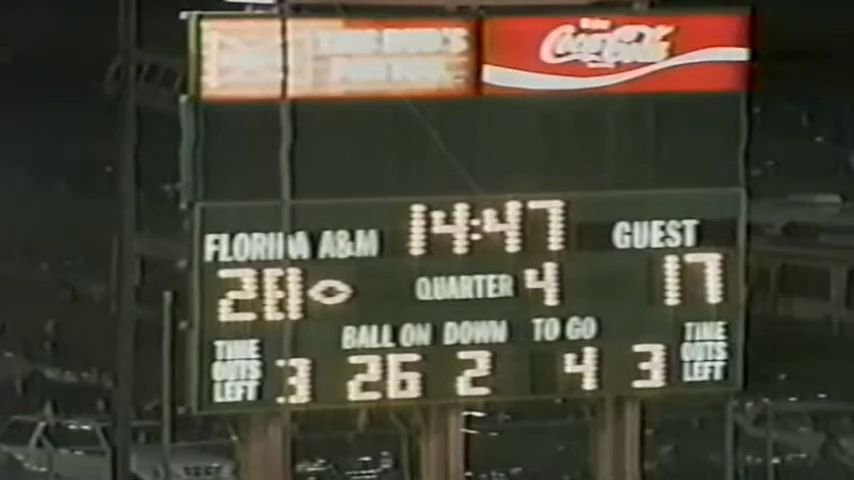 Enjoy
Coca-Cola
14:47
FLORIDA A&M
GUEST
28
QUARTER 4
17
BALL ON DOWN TO GO
TIME OUTS LEFT 3
26 2 4
3 TIME OUTS LEFT